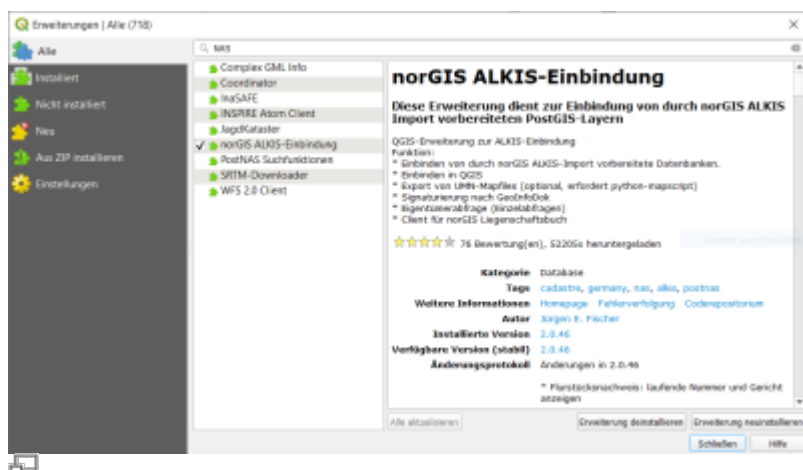 Erweiterungen | Alle (718)
NAS
Alle
Installiert
Nicht installiert
Neu
Aus ZIP installieren
Einstellungen
Complex GML Info
Coordinator
InaSAFE
INSPIRE Atom Client
JagdKataster
norGIS ALKIS-Einbindung
PostNAS Suchfunktionen
SRTM-Downloader
WFS 2.0 Client
norGIS ALKIS-Einbindung
Diese Erweiterung dient zur Einbindung von durch norGIS ALKIS
Import vorbereiteten PostGIS-Layern
QGIS-Erweiterung zur ALKIS-Einbindung
Funktion:
* Einbinden von durch norGIS ALKIS-Import vorbereitete Datenbanken.
* Einbinden in QGIS
* Export von UMN-Mapfiles (optional, erfordert python-mapscript)
* Signaturierung nach GeoInfoDok
* Eigentümerabfrage (Einzelabfragen)
* Client für norGIS Liegenschaftsbuch
76 Bewertung(en), 52205x heruntergeladen
Kategorie Database
Tags cadastre, germany, nas, alkis, postnas
Weitere Informationen Homepage Fehlerverfolgung Coderepositorium
Autor Jürgen E. Fischer
Installierte Version 2.0.46
Verfügbare Version (stabil) 2.0.46
Änderungsprotokoll Änderungen in 2.0.46
* Flurstücksnachweis: laufende Nummer und Gericht
anzeigen
Alle aktualisieren
Erweiterung deinstallieren
Erweiterung neuinstallieren
Schließen
Hilfe